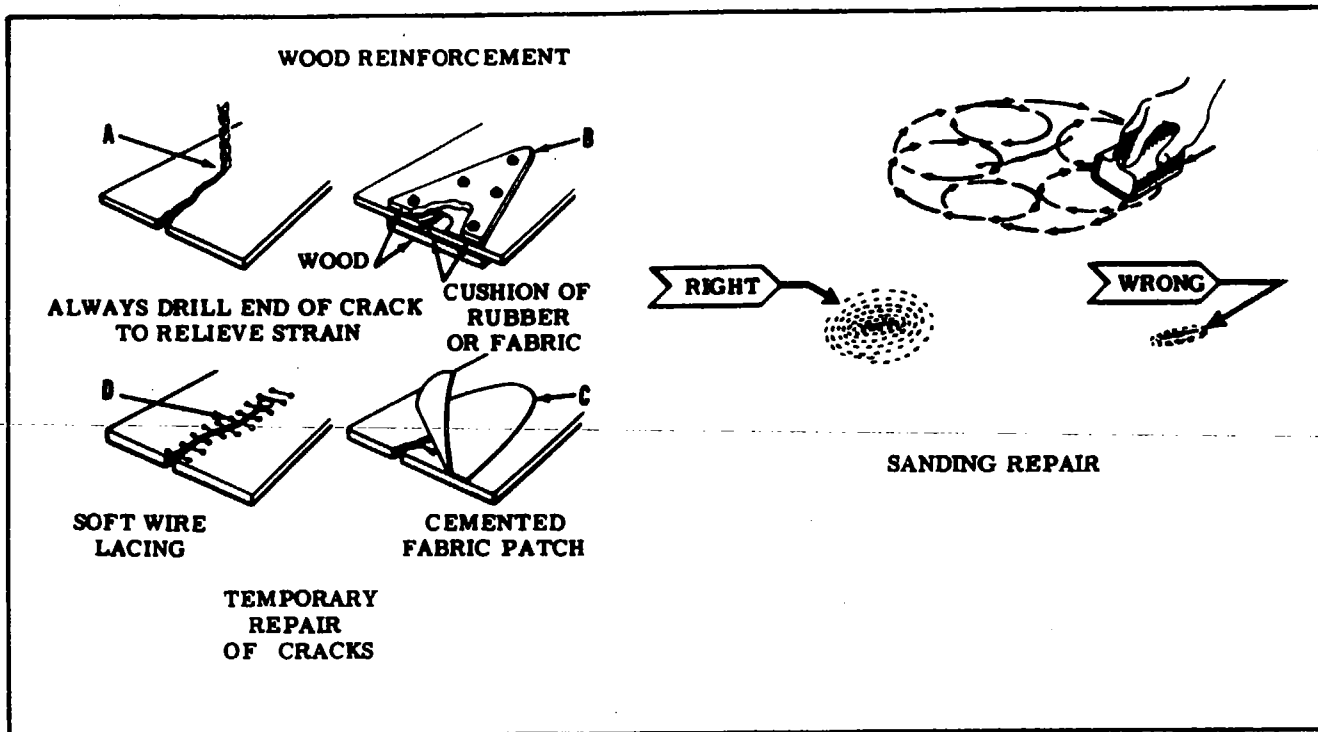 WOOD REINFORCEMENT
A
B
WOOD
CUSHION OF
RUBBER
OR FABRIC
ALWAYS DRILL END OF CRACK
TO RELIEVE STRAIN
D
C
SOFT WIRE
LACING
CEMENTED
FABRIC PATCH
TEMPORARY
REPAIR
OF CRACKS
RIGHT
WRONG
SANDING REPAIR